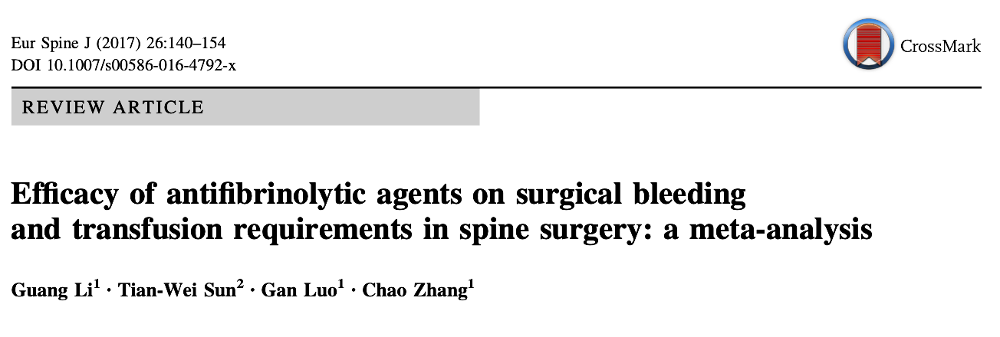 Eur Spine J (2017) 26:140–154
DOI 10.1007/s00586-016-4792-x
CrossMark
REVIEW ARTICLE
Efficacy of antifibrinolytic agents on surgical bleeding
and transfusion requirements in spine surgery: a meta-analysis
Guang Li¹ · Tian-Wei Sun² · Gan Luo¹ · Chao Zhang¹